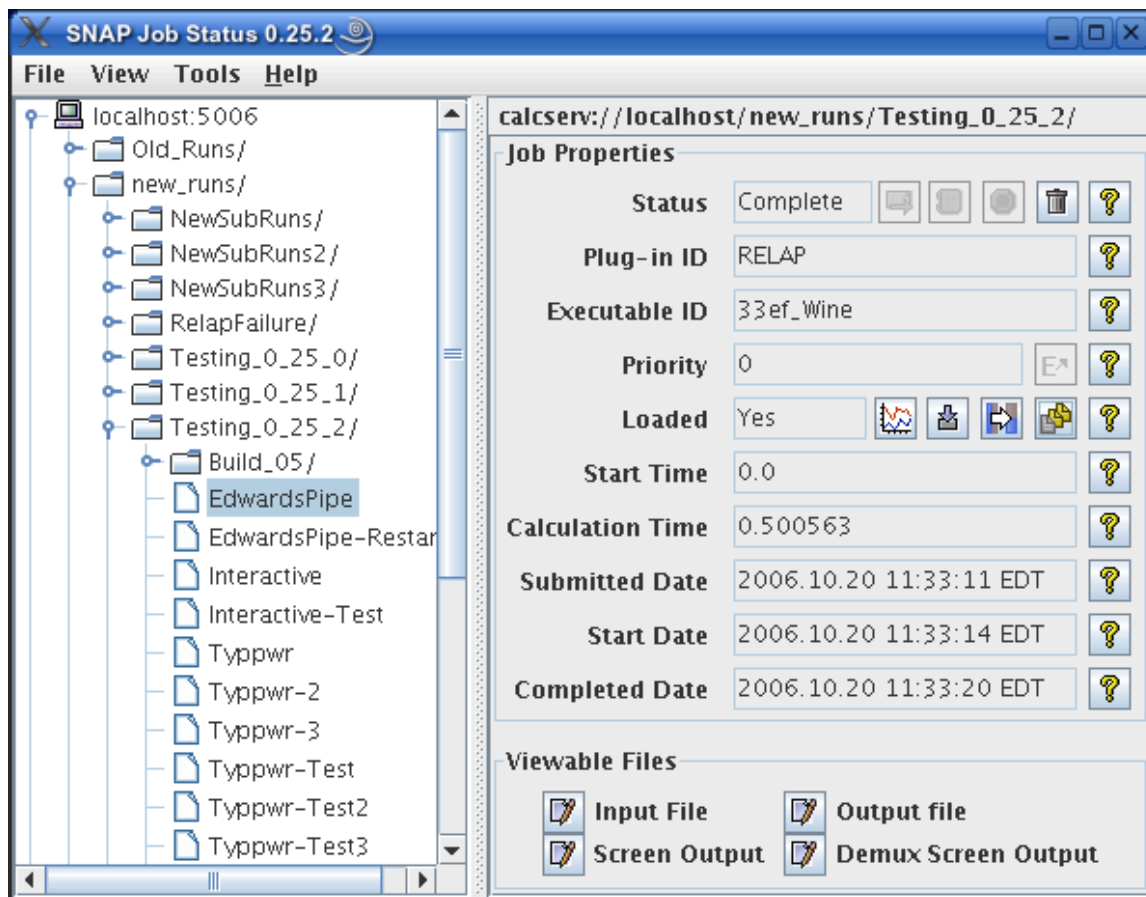 SNAP Job Status 0.25.2
File View Tools Help
localhost:5006
Old_Runs/
new_runs/
NewSubRuns/
NewSubRuns2/
NewSubRuns3/
RelapFailure/
Testing_0_25_0/
Testing_0_25_1/
Testing_0_25_2/
Build_05/
EdwardsPipe
EdwardsPipe-Restar
Interactive
Interactive-Test
Typpwr
Typpwr-2
Typpwr-3
Typpwr-Test
Typpwr-Test2
Typpwr-Test3
calcserv://localhost/new_runs/Testing_0_25_2/
Job Properties
Status Complete ?
Plug-in ID RELAP ?
Executable ID 33ef_Wine ?
Priority 0 E ?
Loaded Yes ?
Start Time 0.0 ?
Calculation Time 0.500563 ?
Submitted Date 2006.10.20 11:33:11 EDT ?
Start Date 2006.10.20 11:33:14 EDT ?
Completed Date 2006.10.20 11:33:20 EDT ?
Viewable Files
Input File Output file
Screen Output Demux Screen Output